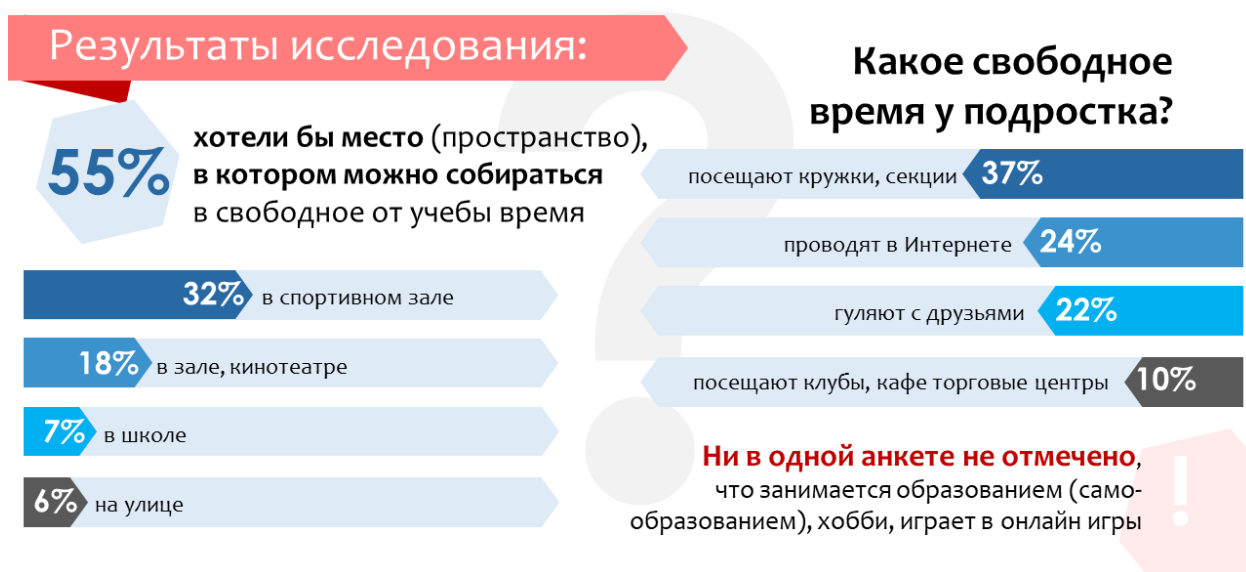 Результаты исследования:
55%
хотели бы место (пространство),
в котором можно собираться
в свободное от учебы время
32% в спортивном зале
18% в зале, кинотеатре
7% в школе
6% на улице
Какое свободное
время у подростка?
посещают кружки, секции 37%
проводят в Интернете 24%
гуляют с друзьями 22%
посещают клубы, кафе торговые центры 10%
Ни в одной анкете не отмечено,
что занимается образованием (само-
образованием), хобби, играет в онлайн игры